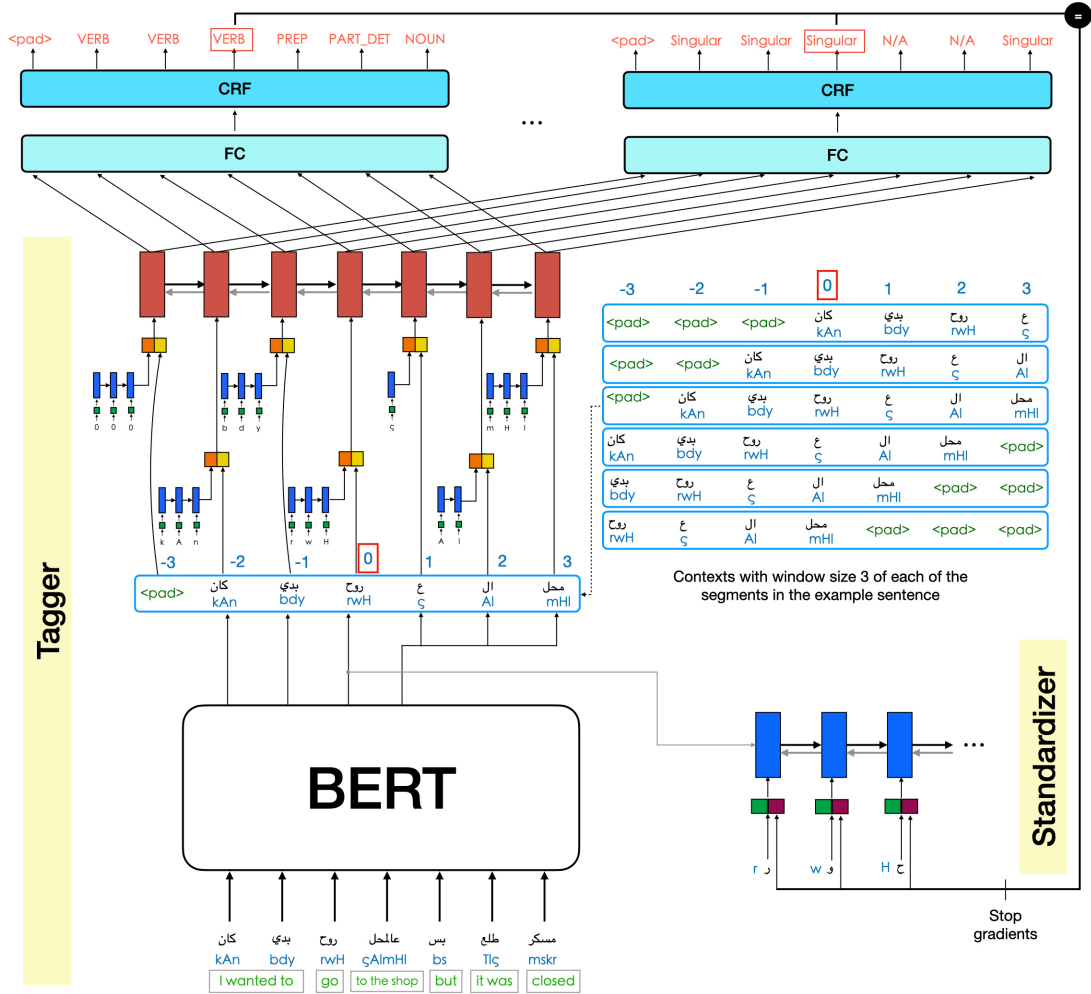 =
<pad> VERB VERB VERB PREP PART_DET NOUN
<pad> Singular Singular Singular N/A N/A Singular
CRF
CRF
...
FC
FC
Tagger
0 0 0
b d y
ς
m H l
k A n
r w H
A l
-3 -2 -1 0 1 2 3
<pad> كان بدي روح ع ال محل
kAn bdy rwH ς Al mHl
-3 -2 -1 0 1 2 3
<pad> <pad> <pad> كان بدي روح ع
kAn bdy rwH ς
<pad> <pad> كان بدي روح ع ال
kAn bdy rwH ς Al
<pad> كان بدي روح ع ال محل
kAn bdy rwH ς Al mHl
كان بدي روح ع ال محل <pad>
kAn bdy rwH ς Al mHl
بدي روح ع ال محل <pad> <pad>
bdy rwH ς Al mHl
روح ع ال محل <pad> <pad> <pad>
rwH ς Al mHl
Contexts with window size 3 of each of the
segments in the example sentence
BERT
كان بدي روح عالمحل بس طلع مسكر
kAn bdy rwH ςAlmHl bs Tlς mskr
I wanted to go to the shop but it was closed
Standardizer
...
r ر w و H ح
Stop
gradients